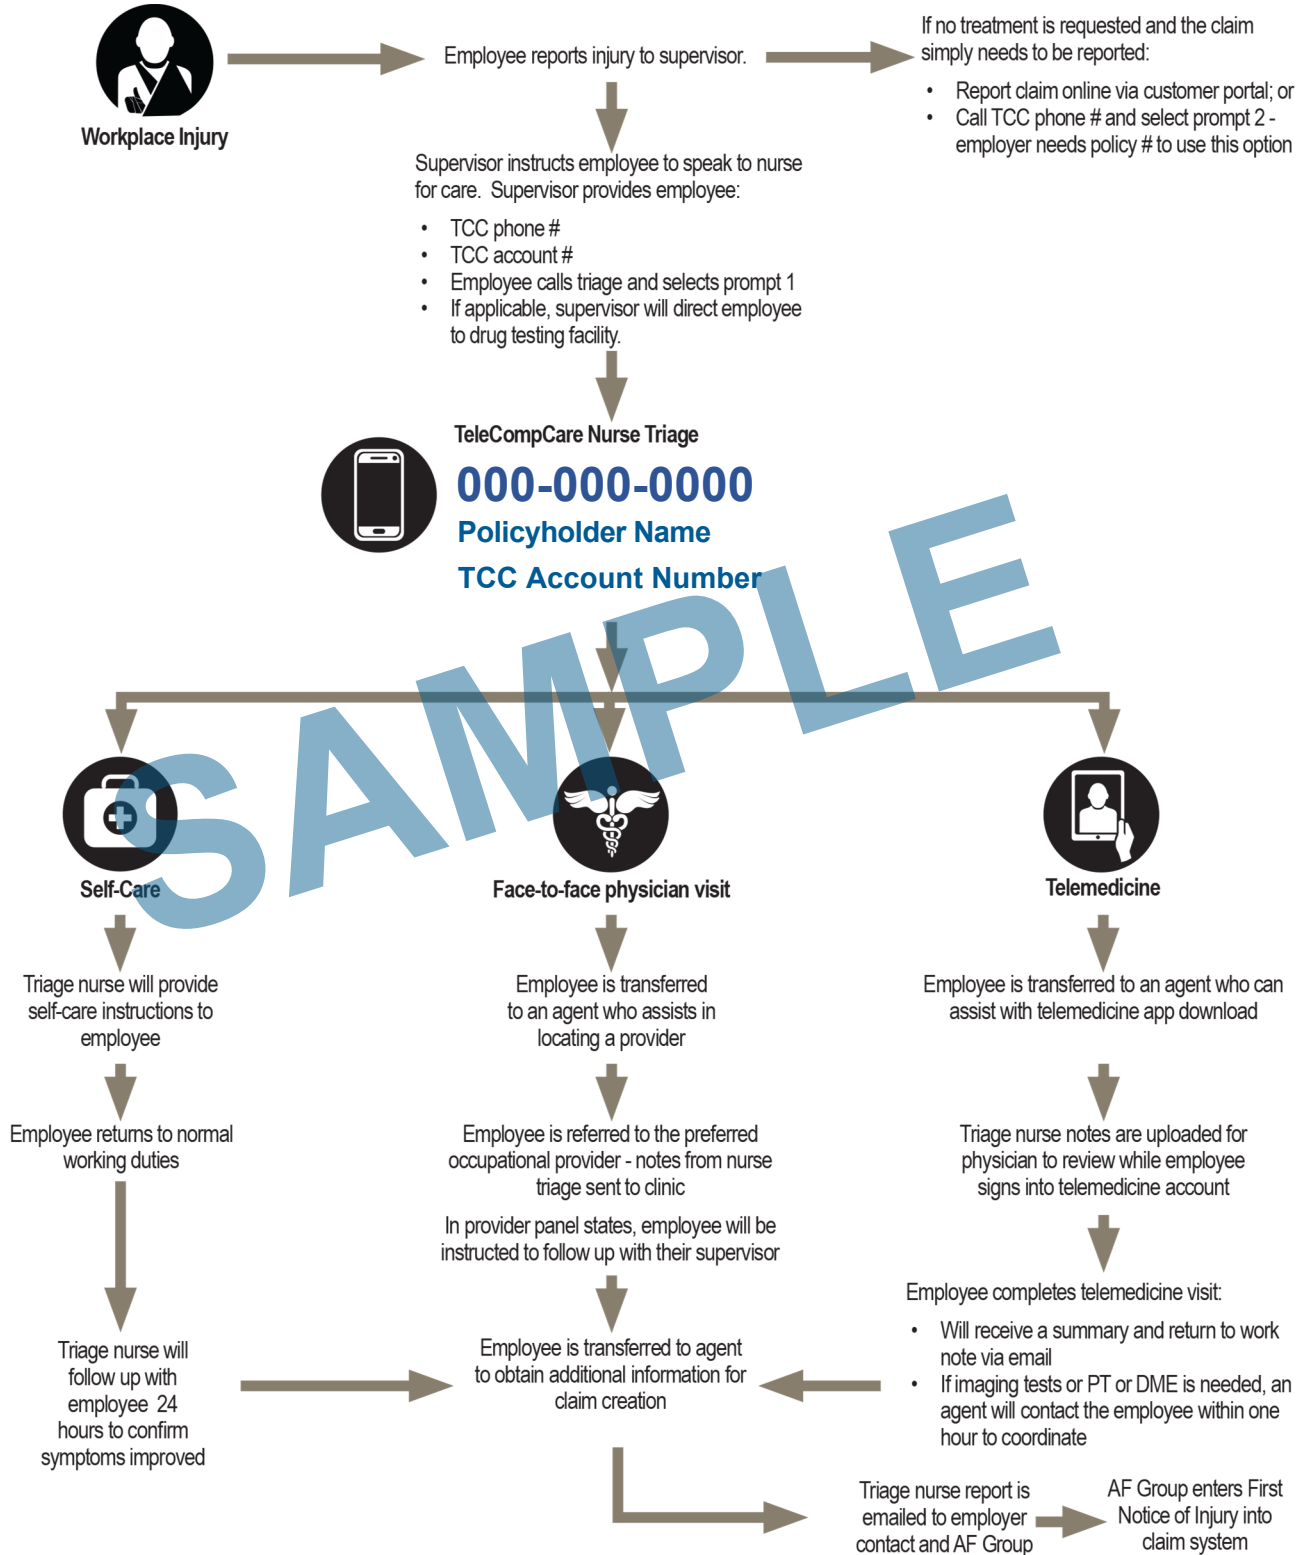 Workplace Injury
Employee reports injury to supervisor.
If no treatment is requested and the claim
simply needs to be reported:
• Report claim online via customer portal; or
• Call TCC phone # and select prompt 2 -
employer needs policy # to use this option
Supervisor instructs employee to speak to nurse
for care. Supervisor provides employee:
• TCC phone #
• TCC account #
• Employee calls triage and selects prompt 1
• If applicable, supervisor will direct employee
to drug testing facility.
TeleCompCare Nurse Triage
000-000-0000
Policyholder Name
TCC Account Number
SAMPLE
Self-Care
Triage nurse will provide
self-care instructions to
employee
Employee returns to normal
working duties
Triage nurse will
follow up with
employee 24
hours to confirm
symptoms improved
Face-to-face physician visit
Employee is transferred
to an agent who assists in
locating a provider
Employee is referred to the preferred
occupational provider - notes from nurse
triage sent to clinic
In provider panel states, employee will be
instructed to follow up with their supervisor
Employee is transferred to agent
to obtain additional information for
claim creation
Telemedicine
Employee is transferred to an agent who can
assist with telemedicine app download
Triage nurse notes are uploaded for
physician to review while employee
signs into telemedicine account
Employee completes telemedicine visit:
• Will receive a summary and return to work
note via email
• If imaging tests or PT or DME is needed, an
agent will contact the employee within one
hour to coordinate
Triage nurse report is
emailed to employer
contact and AF Group
AF Group enters First
Notice of Injury into
claim system